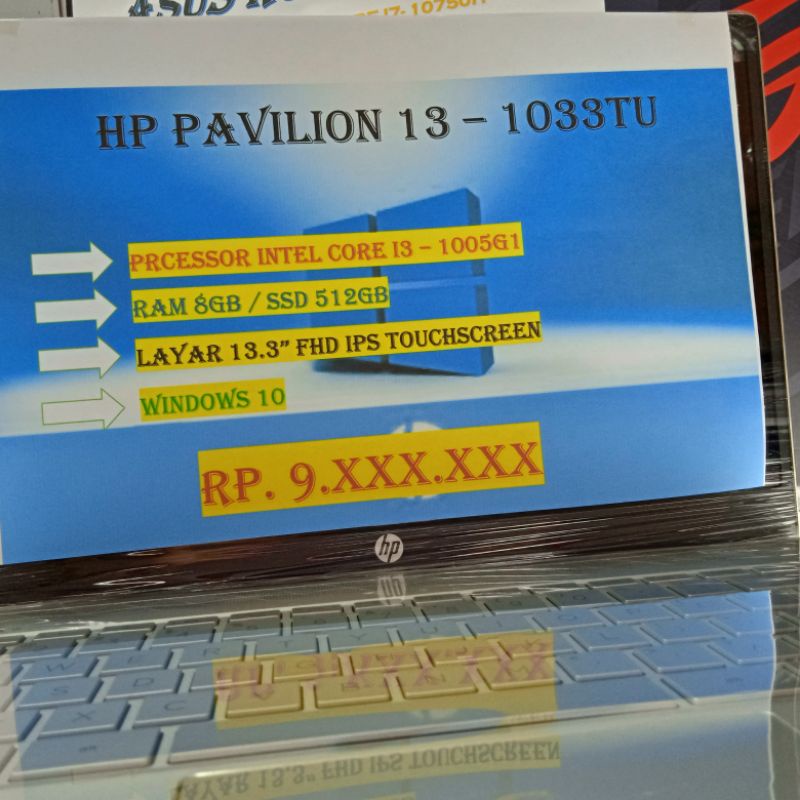 HP PAVILION 13 – 1033TU
PRCESSOR INTEL CORE I3 – 1005G1
RAM 8GB / SSD 512GB
LAYAR 13.3” FHD IPS TOUCHSCREEN
WINDOWS 10
RP. 9.XXX.XXX
hp